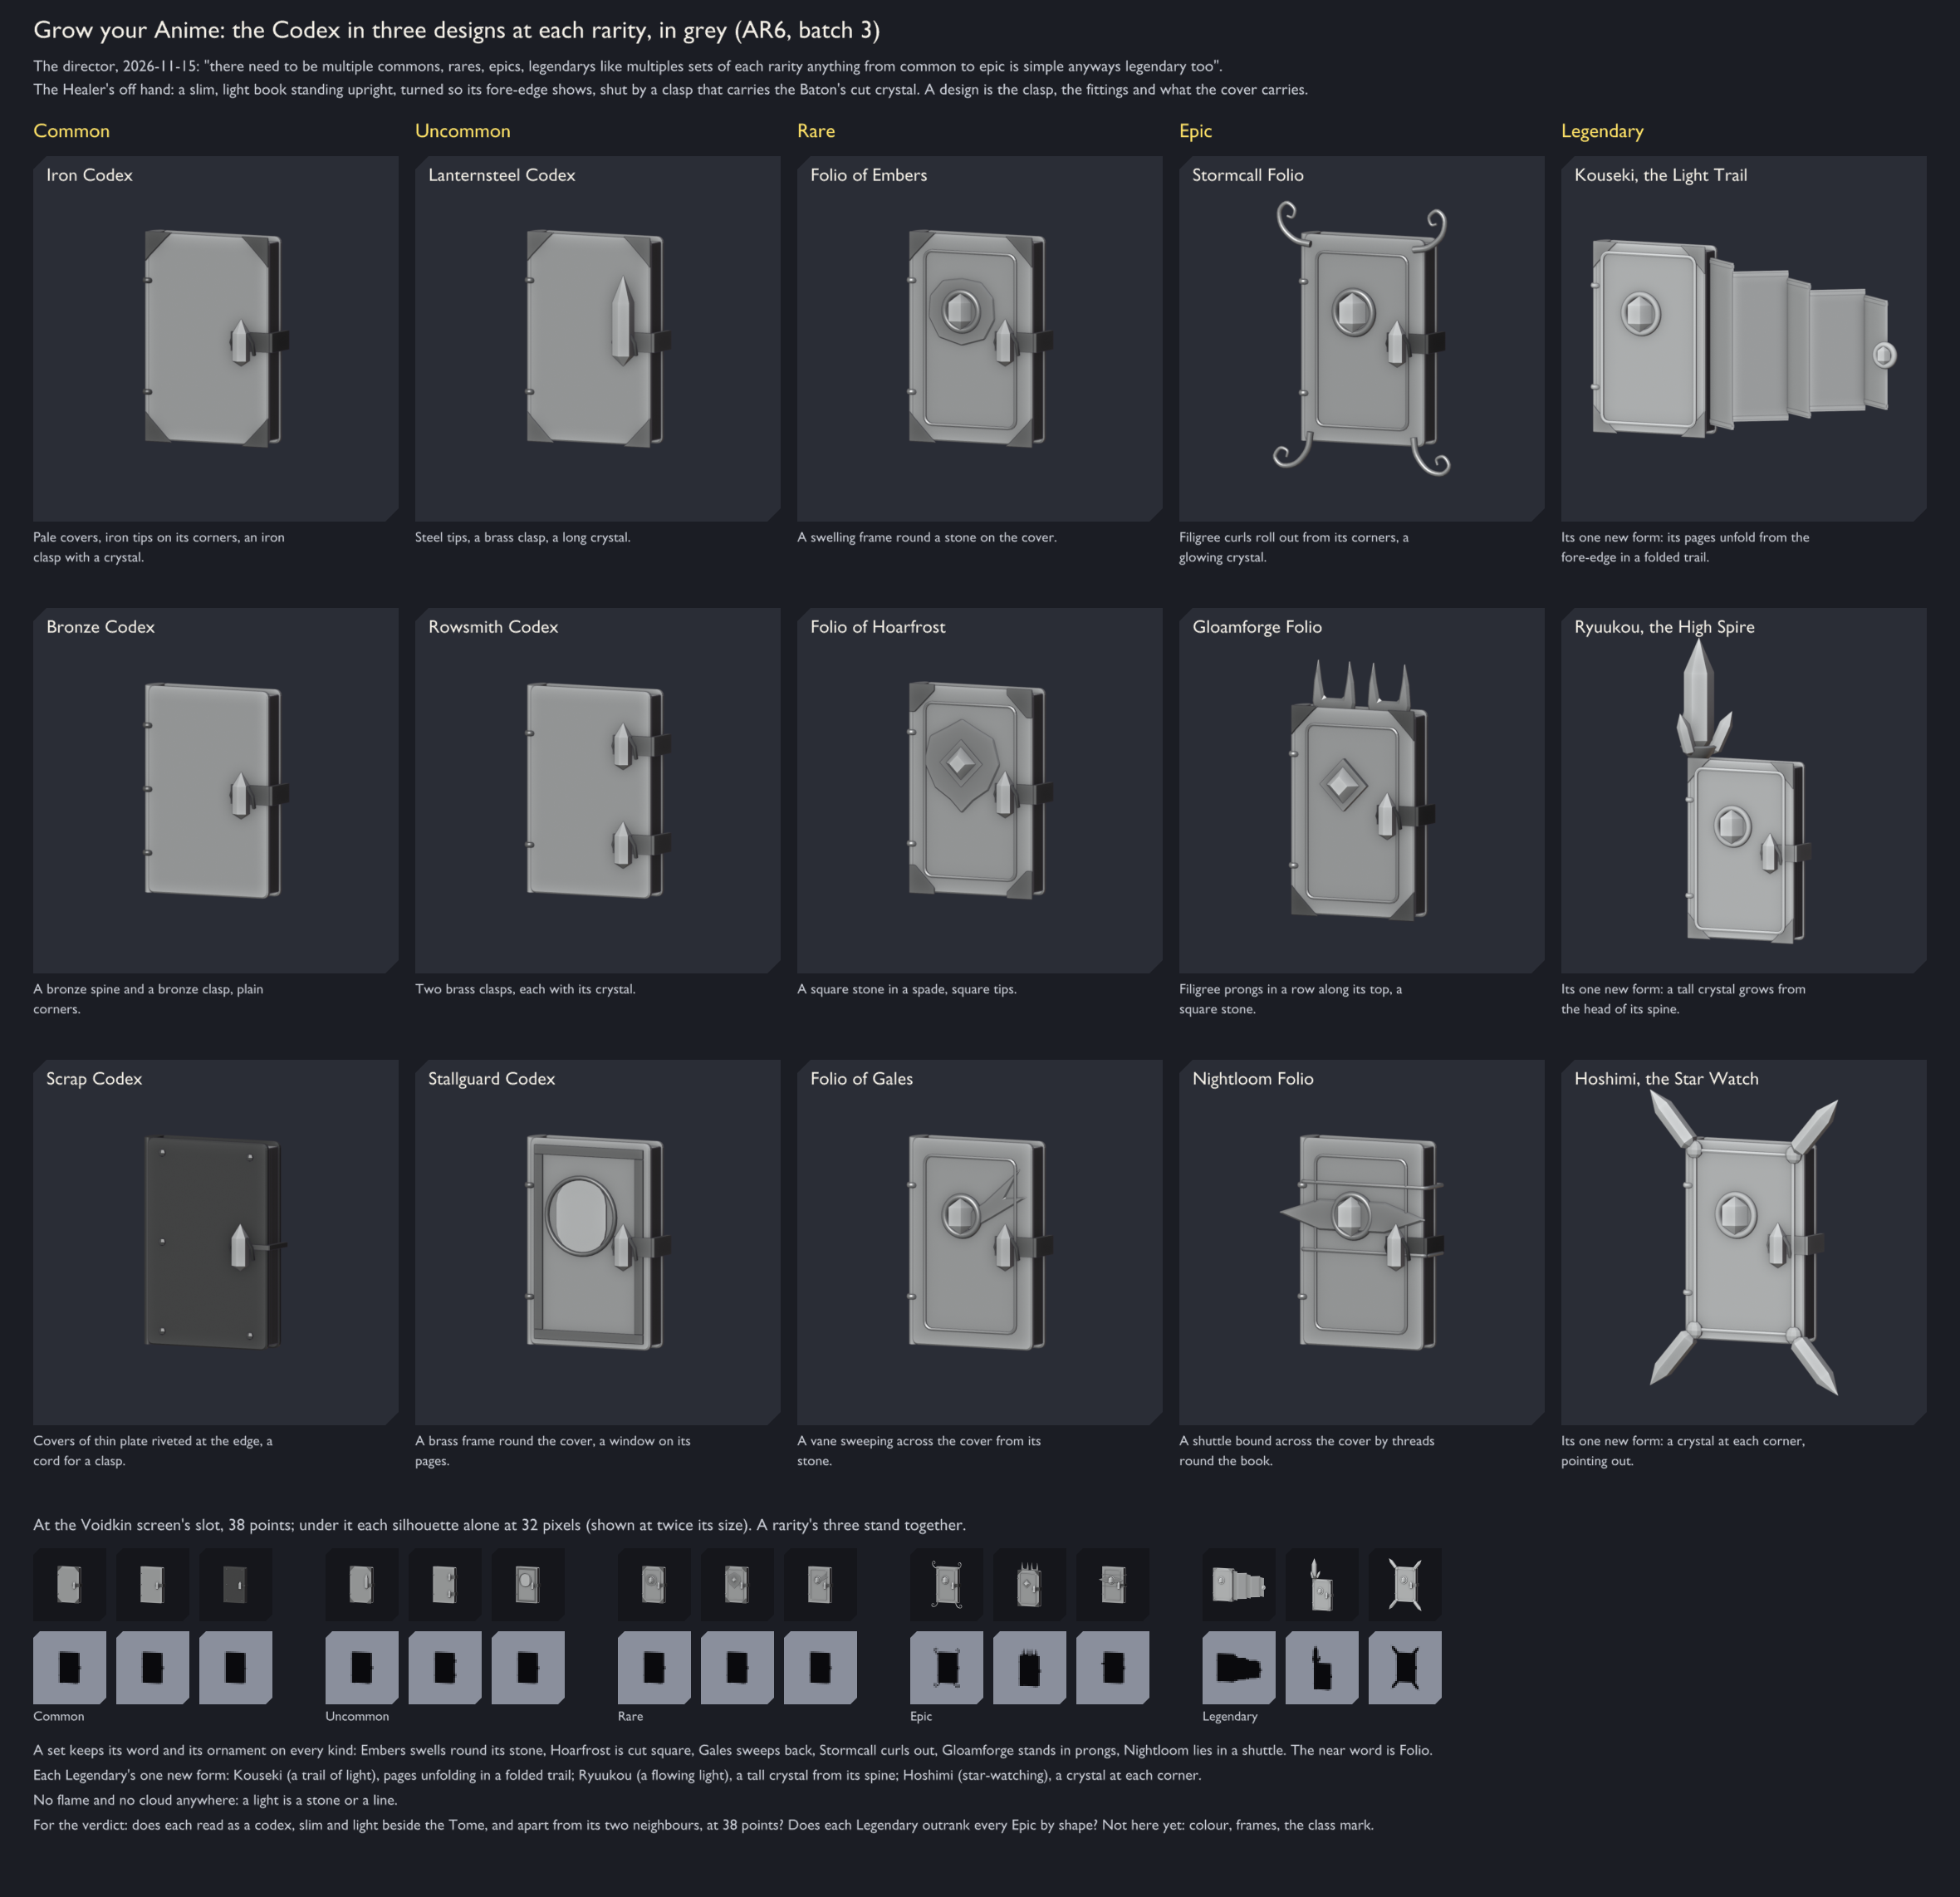 Grow your Anime: the Codex in three designs at each rarity, in grey (AR6, batch 3)
The director, 2026-11-15: "there need to be multiple commons, rares, epics, legendarys like multiples sets of each rarity anything from common to epic is simple anyways legendary too".
The Healer's off hand: a slim, light book standing upright, turned so its fore-edge shows, shut by a clasp that carries the Baton's cut crystal. A design is the clasp, the fittings and what the cover carries.
Common
Uncommon
Rare
Epic
Legendary
Iron Codex
Lanternsteel Codex
Folio of Embers
Stormcall Folio
Kouseki, the Light Trail
Pale covers, iron tips on its corners, an iron
clasp with a crystal.
Steel tips, a brass clasp, a long crystal.
A swelling frame round a stone on the cover.
Filigree curls roll out from its corners, a
glowing crystal.
Its one new form: its pages unfold from the
fore-edge in a folded trail.
Bronze Codex
Rowsmith Codex
Folio of Hoarfrost
Gloamforge Folio
Ryuukou, the High Spire
A bronze spine and a bronze clasp, plain
corners.
Two brass clasps, each with its crystal.
A square stone in a spade, square tips.
Filigree prongs in a row along its top, a
square stone.
Its one new form: a tall crystal grows from
the head of its spine.
Scrap Codex
Stallguard Codex
Folio of Gales
Nightloom Folio
Hoshimi, the Star Watch
Covers of thin plate riveted at the edge, a
cord for a clasp.
A brass frame round the cover, a window on its
pages.
A vane sweeping across the cover from its
stone.
A shuttle bound across the cover by threads
round the book.
Its one new form: a crystal at each corner,
pointing out.
At the Voidkin screen's slot, 38 points; under it each silhouette alone at 32 pixels (shown at twice its size). A rarity's three stand together.
Common
Uncommon
Rare
Epic
Legendary
A set keeps its word and its ornament on every kind: Embers swells round its stone, Hoarfrost is cut square, Gales sweeps back, Stormcall curls out, Gloamforge stands in prongs, Nightloom lies in a shuttle. The near word is Folio.
Each Legendary's one new form: Kouseki (a trail of light), pages unfolding in a folded trail; Ryuukou (a flowing light), a tall crystal from its spine; Hoshimi (star-watching), a crystal at each corner.
No flame and no cloud anywhere: a light is a stone or a line.
For the verdict: does each read as a codex, slim and light beside the Tome, and apart from its two neighbours, at 38 points? Does each Legendary outrank every Epic by shape? Not here yet: colour, frames, the class mark.